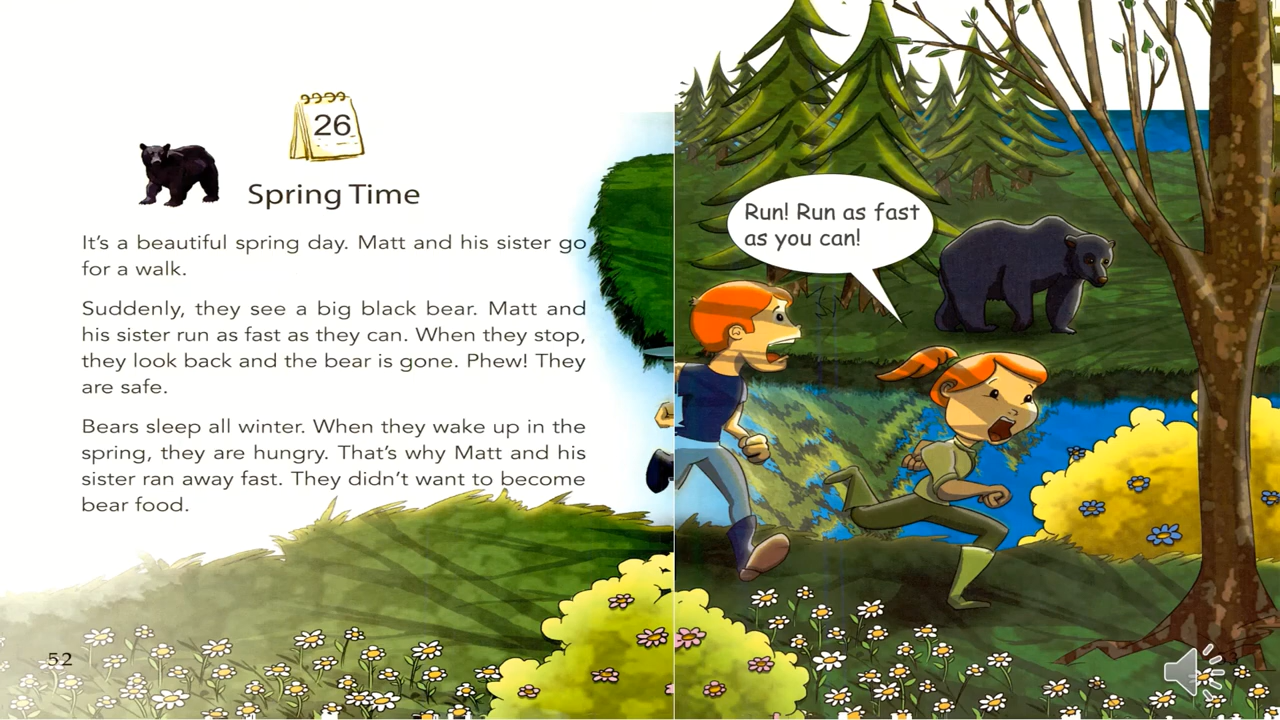 26
Spring Time
It's a beautiful spring day. Matt and his sister go
for a walk.
Suddenly, they see a big black bear. Matt and
his sister run as fast as they can. When they stop,
they look back and the bear is gone. Phew! They
are safe.
Bears sleep all winter. When they wake up in the
spring, they are hungry. That's why Matt and his
sister ran away fast. They didn't want to become
bear food.
52
Run! Run as fast
as you can!